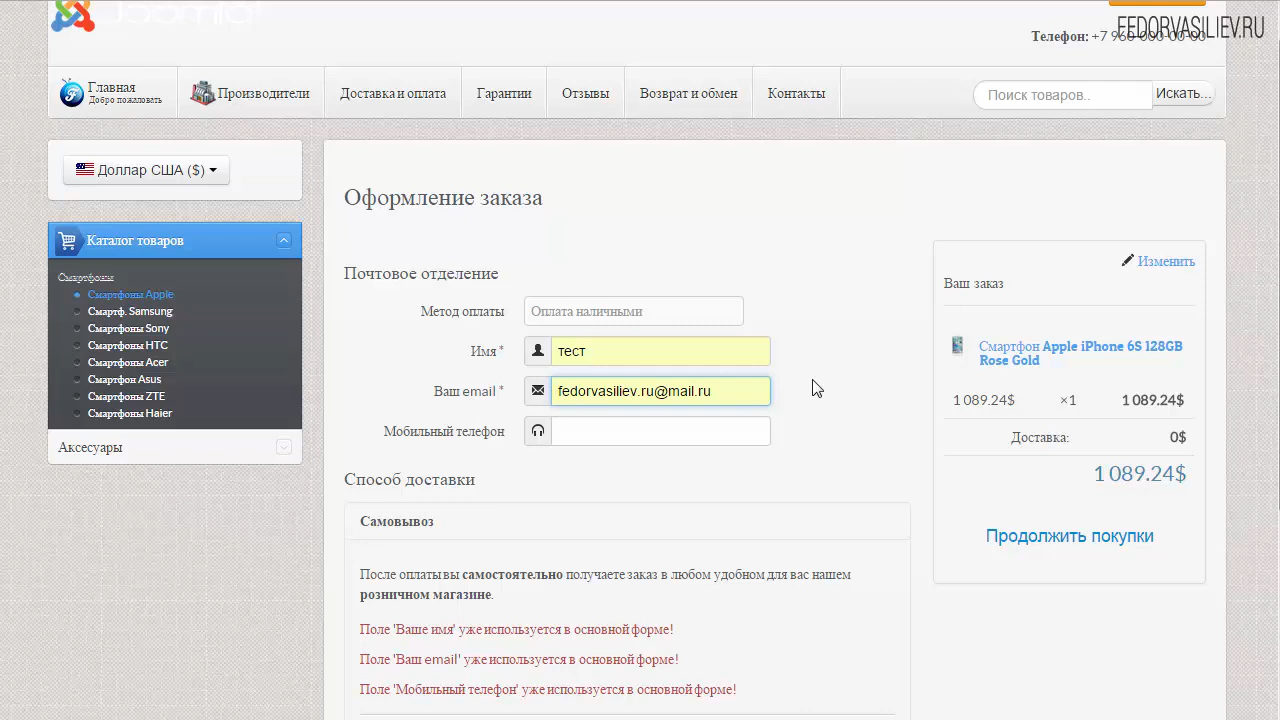 Joomla!
FEDORVASILIEV.RU
Телефон: +7 960-000-00-00
Главная
Добро пожаловать
Производители
Доставка и оплата
Гарантии
Отзывы
Возврат и обмен
Контакты
Поиск товаров..
Искать...
Доллар США ($)
Каталог товаров
Смартфоны
Смартфоны Apple
Смартф. Samsung
Смартфоны Sony
Смартфоны HTC
Смартфоны Acer
Смартфон Asus
Смартфоны ZTE
Смартфоны Haier
Аксесуары
Оформление заказа
Почтовое отделение
Метод оплаты
Оплата наличными
Имя *
тест
Ваш email *
fedorvasiliev.ru@mail.ru
Мобильный телефон
Способ доставки
Самовывоз
После оплаты вы самостоятельно получаете заказ в любом удобном для вас нашем
розничном магазине.
Поле 'Ваше имя' уже используется в основной форме!
Поле 'Ваш email' уже используется в основной форме!
Поле 'Мобильный телефон' уже используется в основной форме!
Изменить
Ваш заказ
Смартфон Apple iPhone 6S 128GB
Rose Gold
1 089.24$ ×1 1 089.24$
Доставка: 0$
1 089.24$
Продолжить покупки